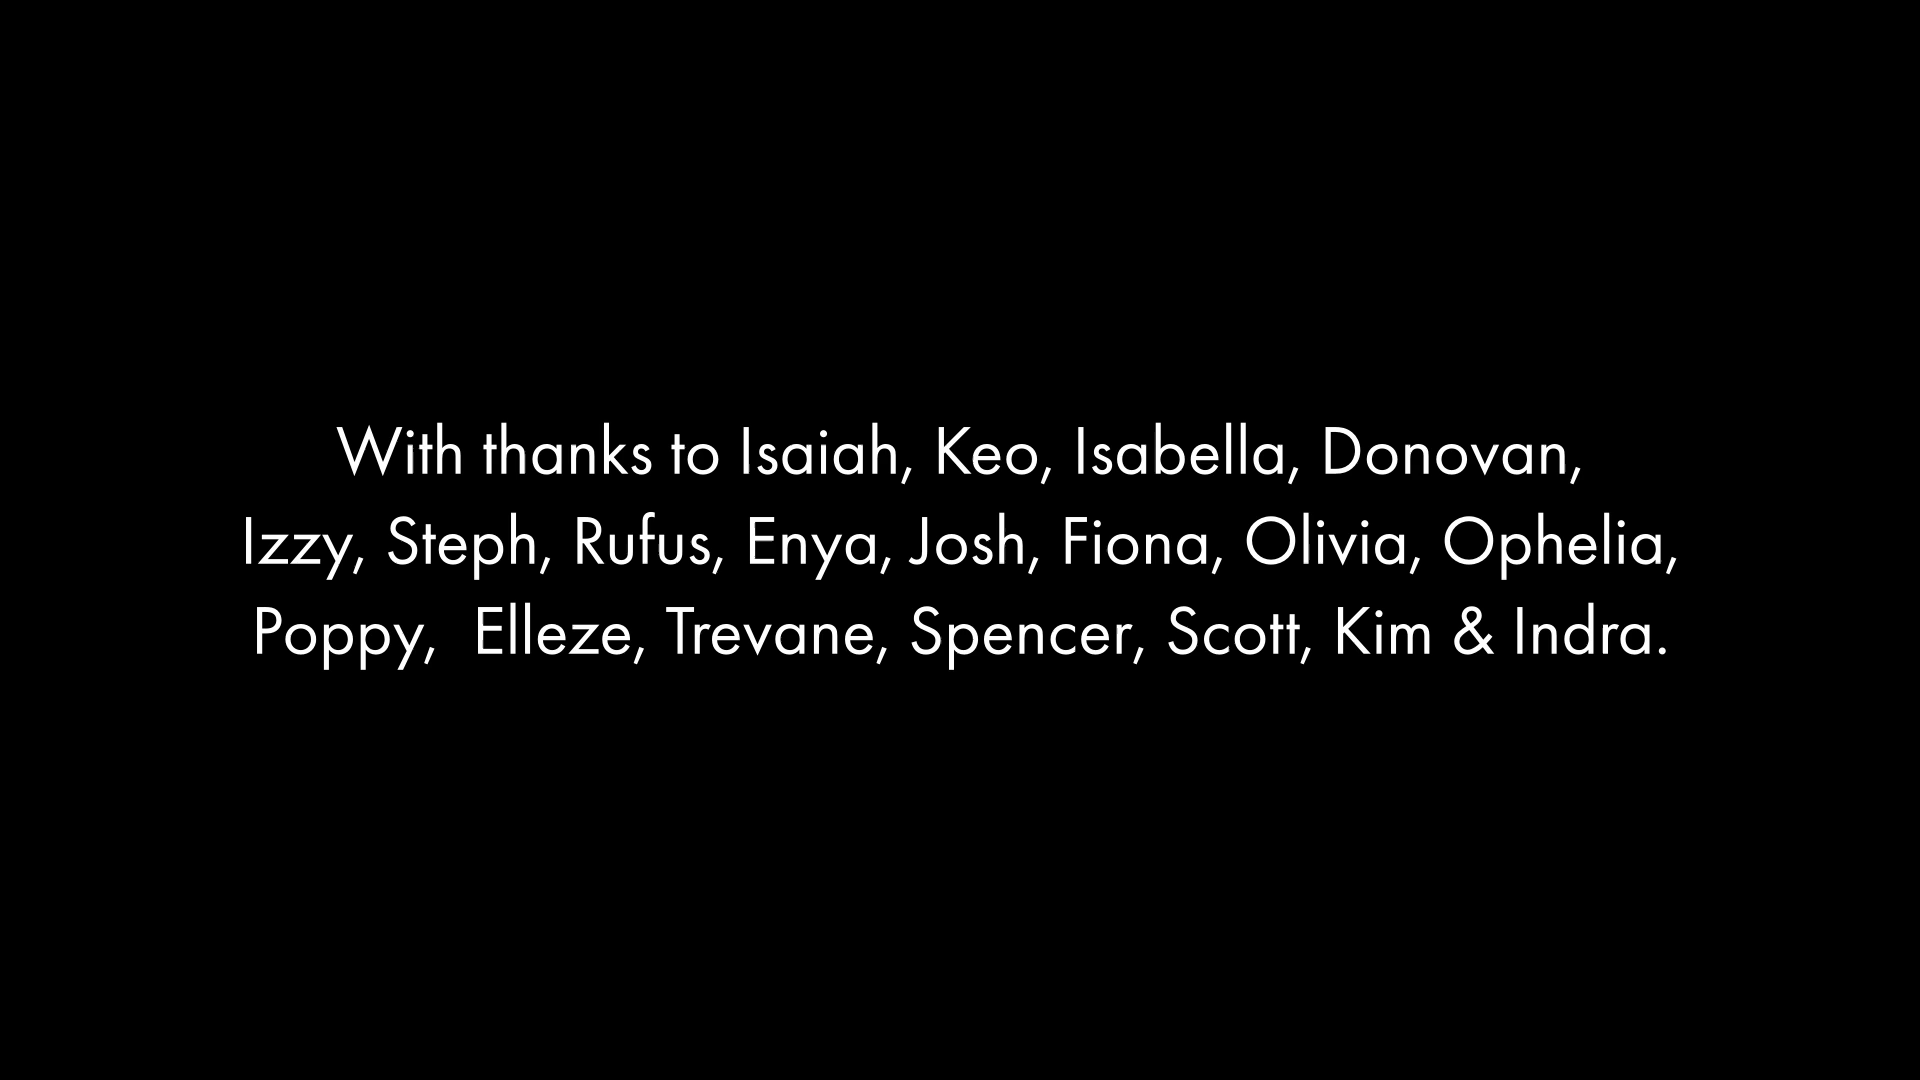 With thanks to Isaiah, Keo, Isabella, Donovan,
Izzy, Steph, Rufus, Enya, Josh, Fiona, Olivia, Ophelia,
Poppy,  Elleze, Trevane, Spencer, Scott, Kim & Indra.